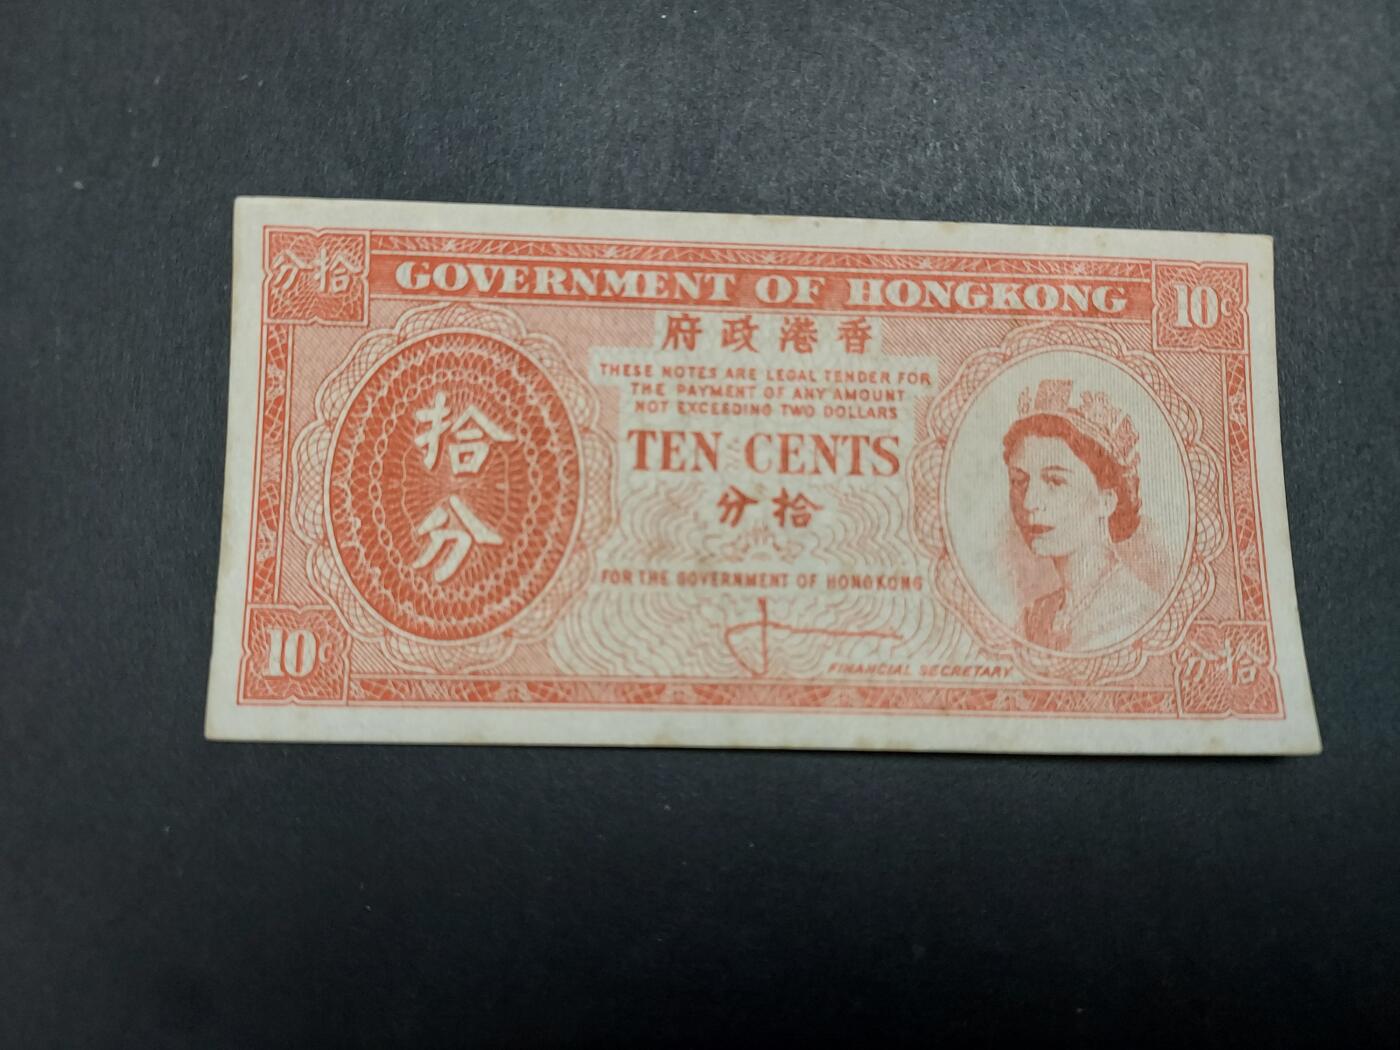 分拾
GOVERNMENT OF HONGKONG
10c
府政港香
THESE NOTES ARE LEGAL TENDER FOR
THE PAYMENT OF ANY AMOUNT
NOT EXCEEDING TWO DOLLARS
拾
分
TEN CENTS
分拾
FOR THE GOVERNMENT OF HONGKONG
FINANCIAL SECRETARY
10c
分拾